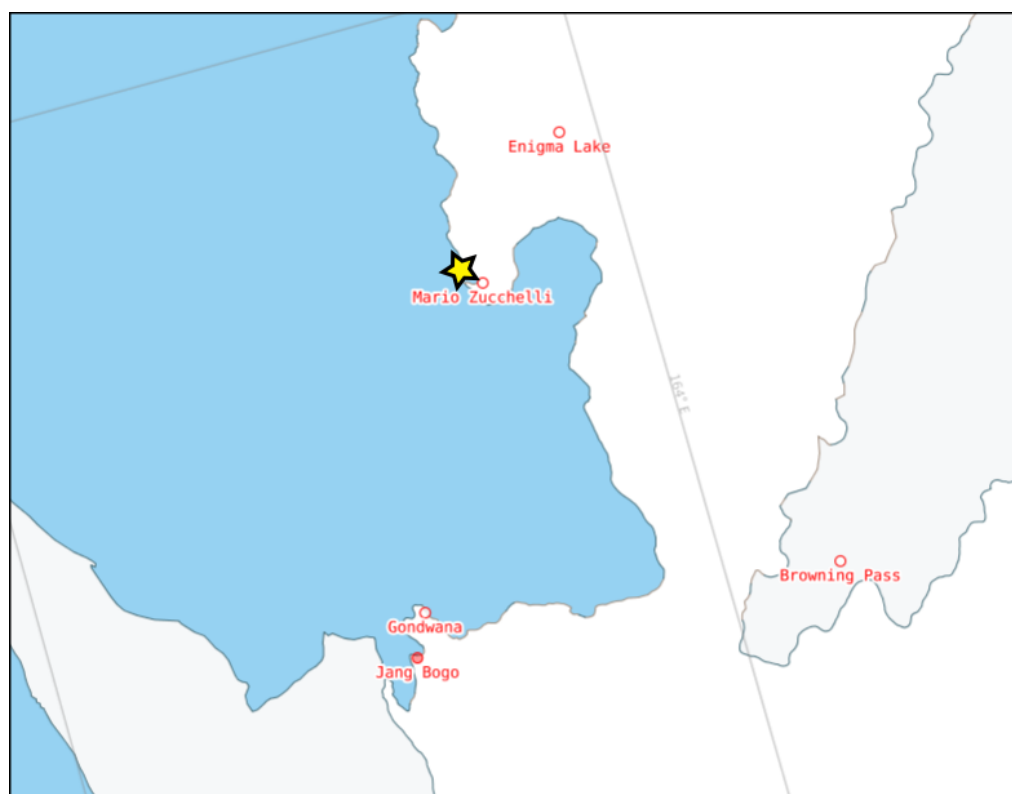 Enigma Lake
Mario Zucchelli
164° E
Browning Pass
Gondwana
Jang Bogo